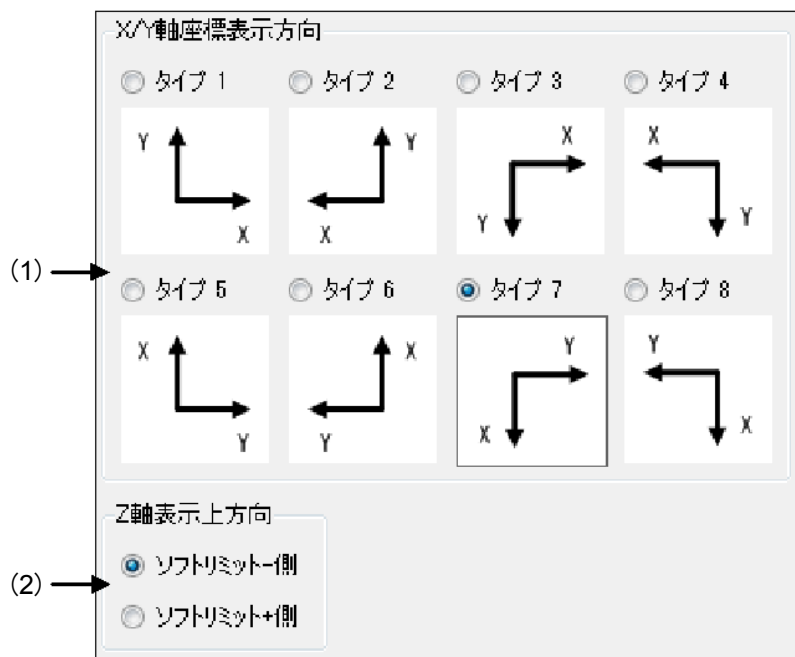 X/Y軸座標表示方向
タイプ 1 タイプ 2 タイプ 3 タイプ 4
Y X
Y X
X Y
X Y
(1)
タイプ 5 タイプ 6 タイプ 7 タイプ 8
X Y
X Y
Y X
Y X
Z軸表示上方向
ソフトリミット-側
(2)
ソフトリミット+側